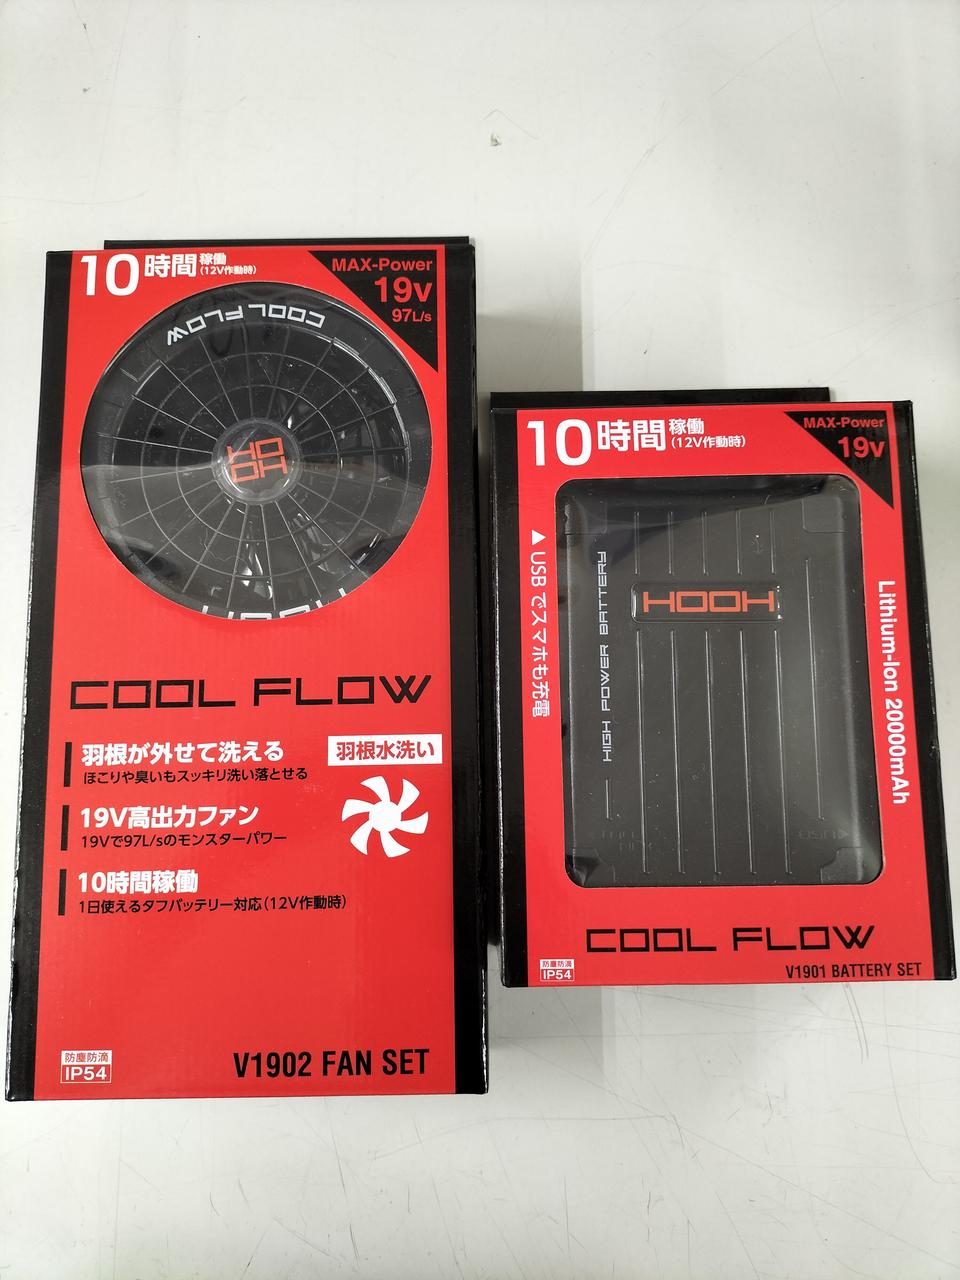 10時間稼働
(12V作動時)
MAX-Power
19V
97L/s
COOL FLOW
HO
OH
COOL FLOW
羽根が外せて洗える
ほこりや臭いもスッキリ洗い落とせる
羽根水洗い
19V高出力ファン
19Vで97L/sのモンスターパワー
10時間稼働
1日使えるタフバッテリー対応(12V作動時)
防塵防滴
IP54
V1902 FAN SET
10時間稼働
(12V作動時)
MAX-Power
19V
▲USBでスマホも充電
HIGH POWER BATTERY
HOOH
Lithium-Ion 20000mAh
COOL FLOW
防塵防滴
IP54
V1901 BATTERY SET